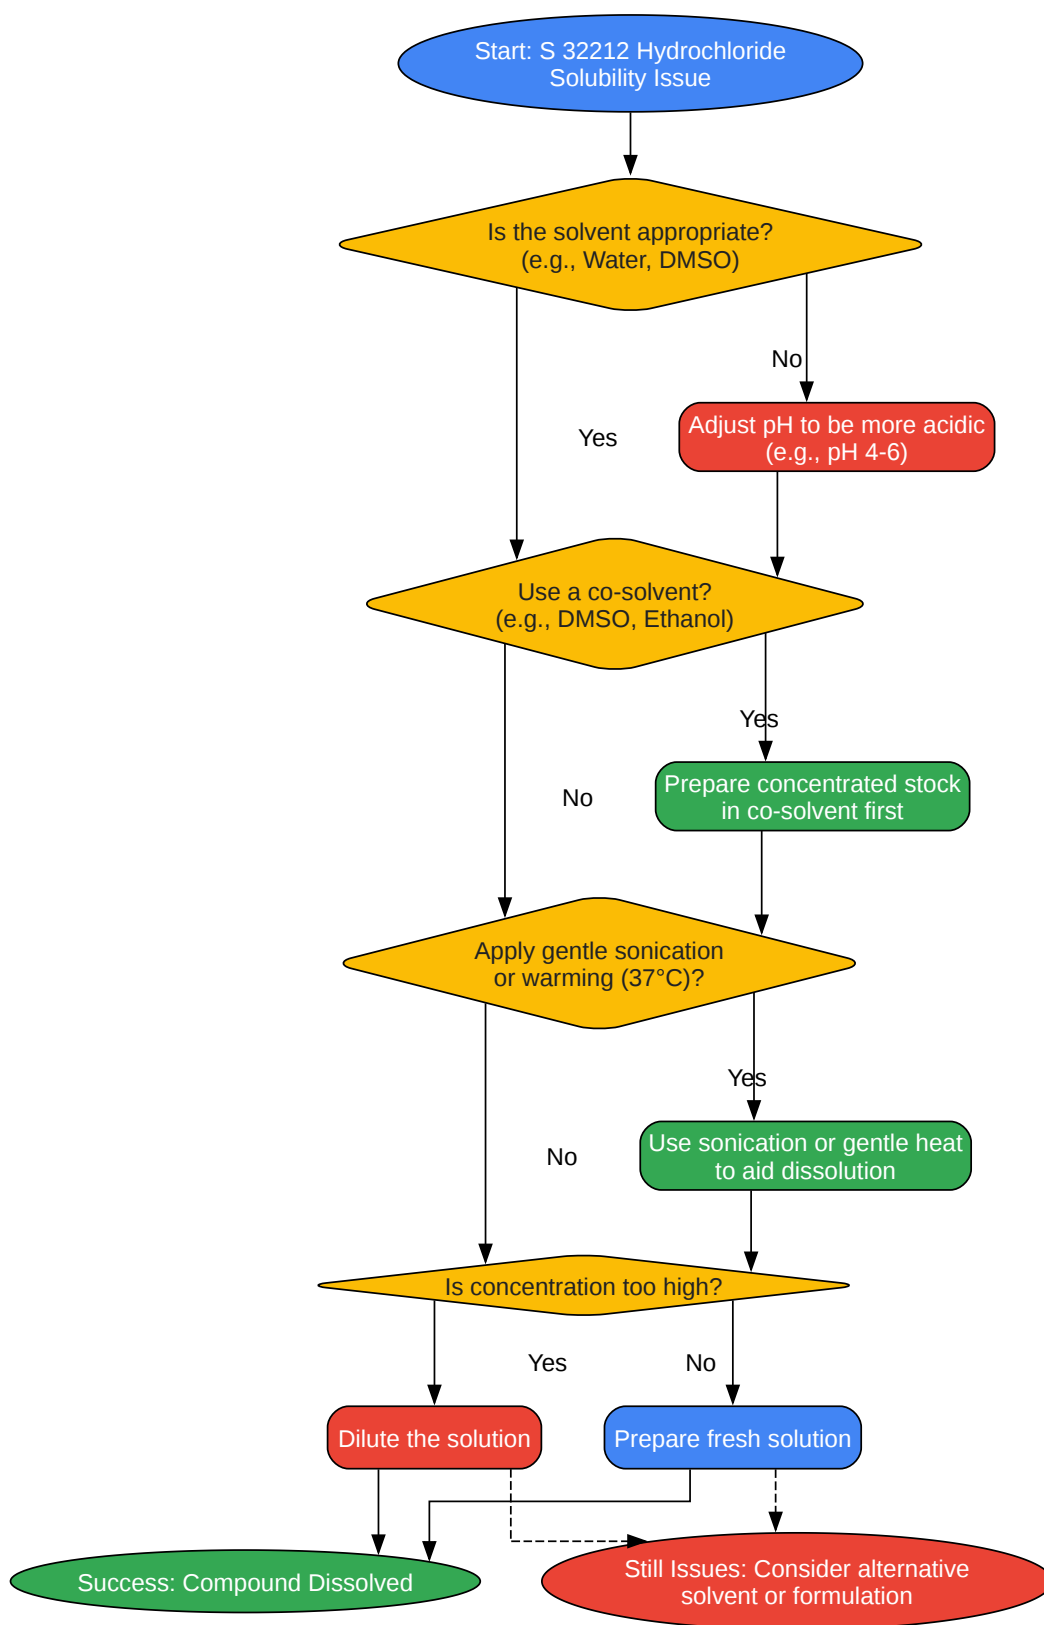 Start: S 32212 Hydrochloride
Solubility Issue
Is the solvent appropriate?
(e.g., Water, DMSO)
No
Yes
Adjust pH to be more acidic
(e.g., pH 4-6)
Use a co-solvent?
(e.g., DMSO, Ethanol)
Yes
No
Prepare concentrated stock
in co-solvent first
Apply gentle sonication
or warming (37°C)?
Yes
No
Use sonication or gentle heat
to aid dissolution
Is concentration too high?
Yes
No
Dilute the solution
Prepare fresh solution
Success: Compound Dissolved
Still Issues: Consider alternative
solvent or formulation